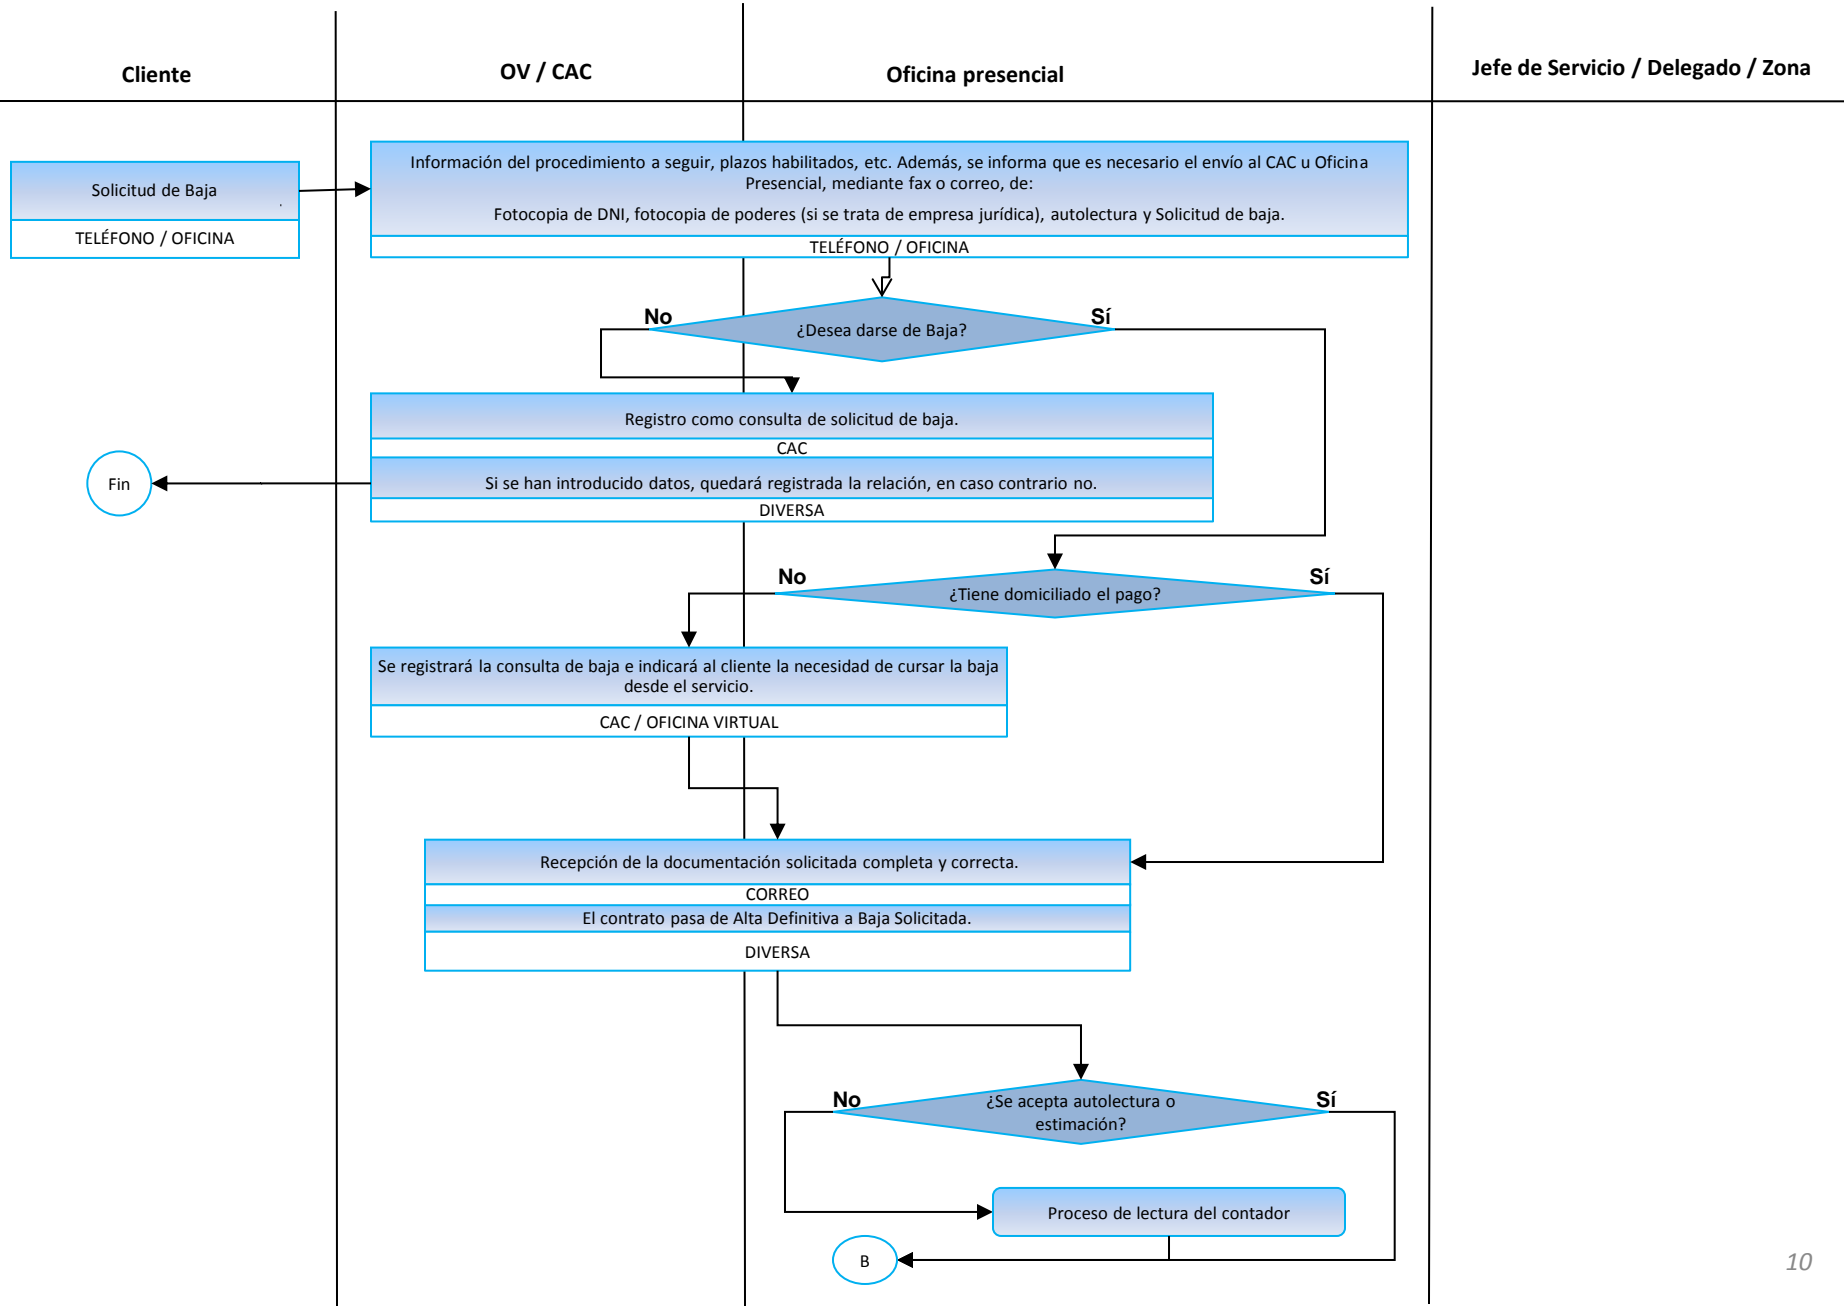 Cliente
OV / CAC
Oficina presencial
Jefe de Servicio / Delegado / Zona
Solicitud de Baja
.
TELÉFONO / OFICINA
Información del procedimiento a seguir, plazos habilitados, etc. Además, se informa que es necesario el envío al CAC u Oficina
Presencial, mediante fax o correo, de:
Fotocopia de DNI, fotocopia de poderes (si se trata de empresa jurídica), autolectura y Solicitud de baja.
TELÉFONO / OFICINA
No
¿Desea darse de Baja?
Sí
Registro como consulta de solicitud de baja.
CAC
Si se han introducido datos, quedará registrada la relación, en caso contrario no.
DIVERSA
Fin
No
¿Tiene domiciliado el pago?
Sí
Se registrará la consulta de baja e indicará al cliente la necesidad de cursar la baja
desde el servicio.
CAC / OFICINA VIRTUAL
Recepción de la documentación solicitada completa y correcta.
CORREO
El contrato pasa de Alta Definitiva a Baja Solicitada.
DIVERSA
No
¿Se acepta autolectura o
estimación?
Sí
Proceso de lectura del contador
B
10